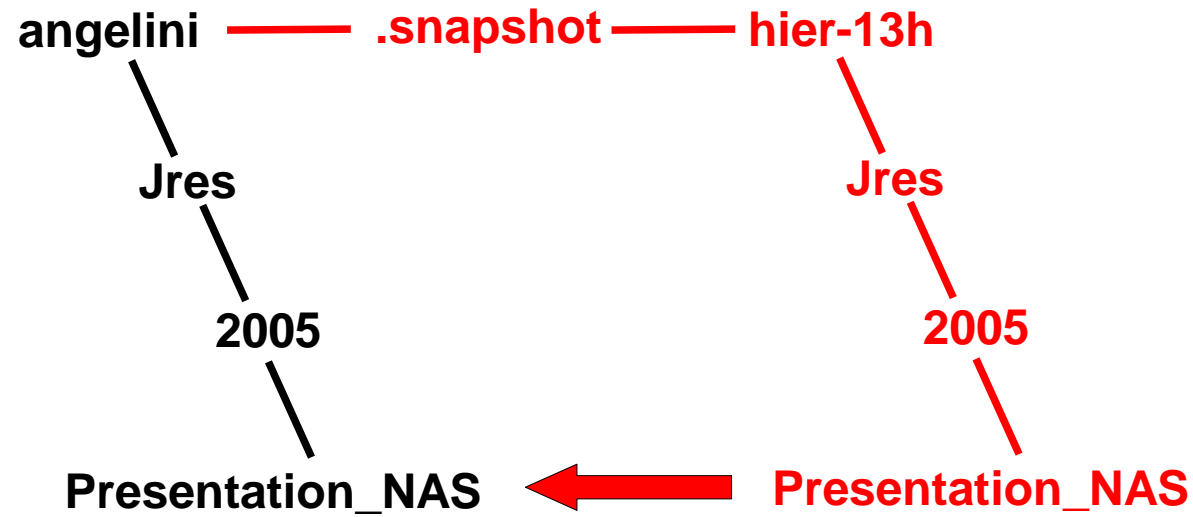 angelini .snapshot hier-13h
Jres Jres
2005 2005
Presentation_NAS Presentation_NAS